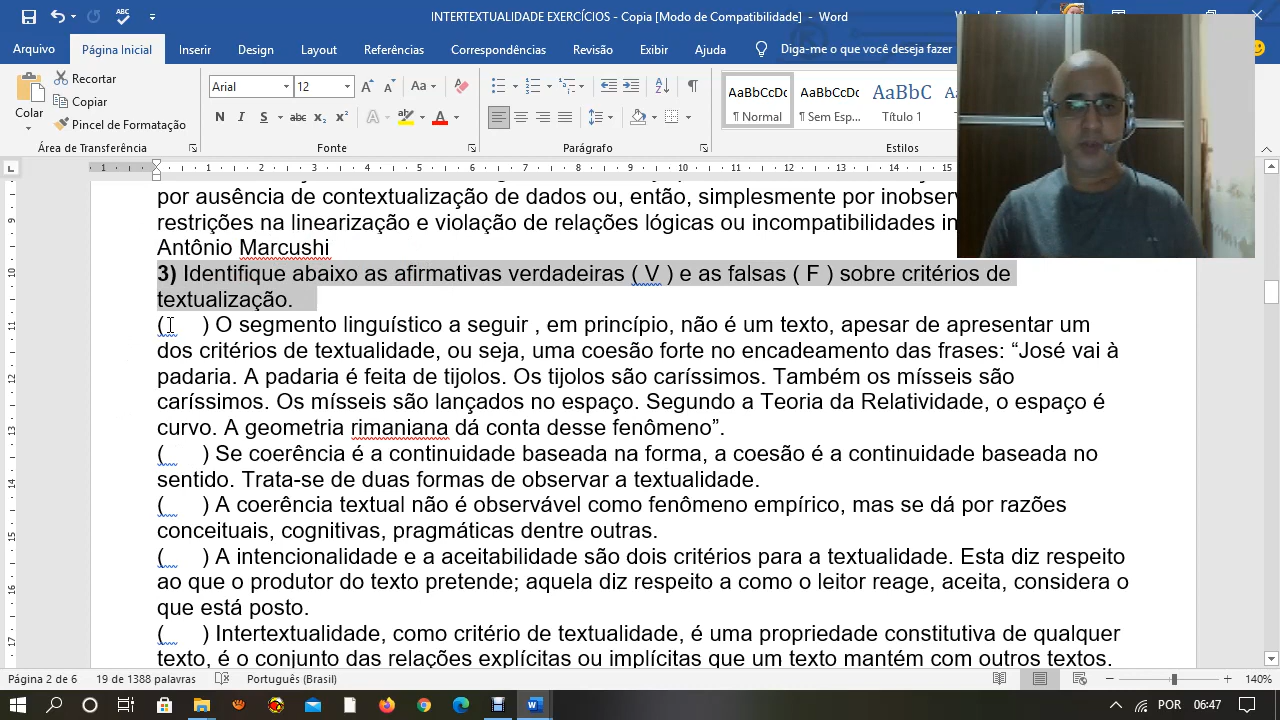 INTERTEXTUALIDADE EXERCÍCIOS - Copia [Modo de Compatibilidade] - Word
Arquivo Página Inicial Inserir Design Layout Referências Correspondências Revisão Exibir Ajuda Diga-me o que você deseja fazer
Colar
Recortar
Copiar
Pincel de Formatação
Área de Transferência
Arial 12
N I S abc X₂ X²
Fonte
Parágrafo
AaBbCcDc AaBbCcDc AaBbCc
¶ Normal ¶ Sem Esp... Título 1
Estilos
por ausência de contextualização de dados ou, então, simplesmente por inobser
restrições na linearização e violação de relações lógicas ou incompatibilidades in
Antônio Marcushi
3) Identifique abaixo as afirmativas verdadeiras ( V ) e as falsas ( F ) sobre critérios de
textualização.
( ) O segmento linguístico a seguir , em princípio, não é um texto, apesar de apresentar um
dos critérios de textualidade, ou seja, uma coesão forte no encadeamento das frases: “José vai à
padaria. A padaria é feita de tijolos. Os tijolos são caríssimos. Também os mísseis são
caríssimos. Os mísseis são lançados no espaço. Segundo a Teoria da Relatividade, o espaço é
curvo. A geometria rimaniana dá conta desse fenômeno”.
( ) Se coerência é a continuidade baseada na forma, a coesão é a continuidade baseada no
sentido. Trata-se de duas formas de observar a textualidade.
( ) A coerência textual não é observável como fenômeno empírico, mas se dá por razões
conceituais, cognitivas, pragmáticas dentre outras.
( ) A intencionalidade e a aceitabilidade são dois critérios para a textualidade. Esta diz respeito
ao que o produtor do texto pretende; aquela diz respeito a como o leitor reage, aceita, considera o
que está posto.
( ) Intertextualidade, como critério de textualidade, é uma propriedade constitutiva de qualquer
texto, é o conjunto das relações explícitas ou implícitas que um texto mantém com outros textos.
Página 2 de 6 19 de 1388 palavras Português (Brasil) 140%
POR 06:47